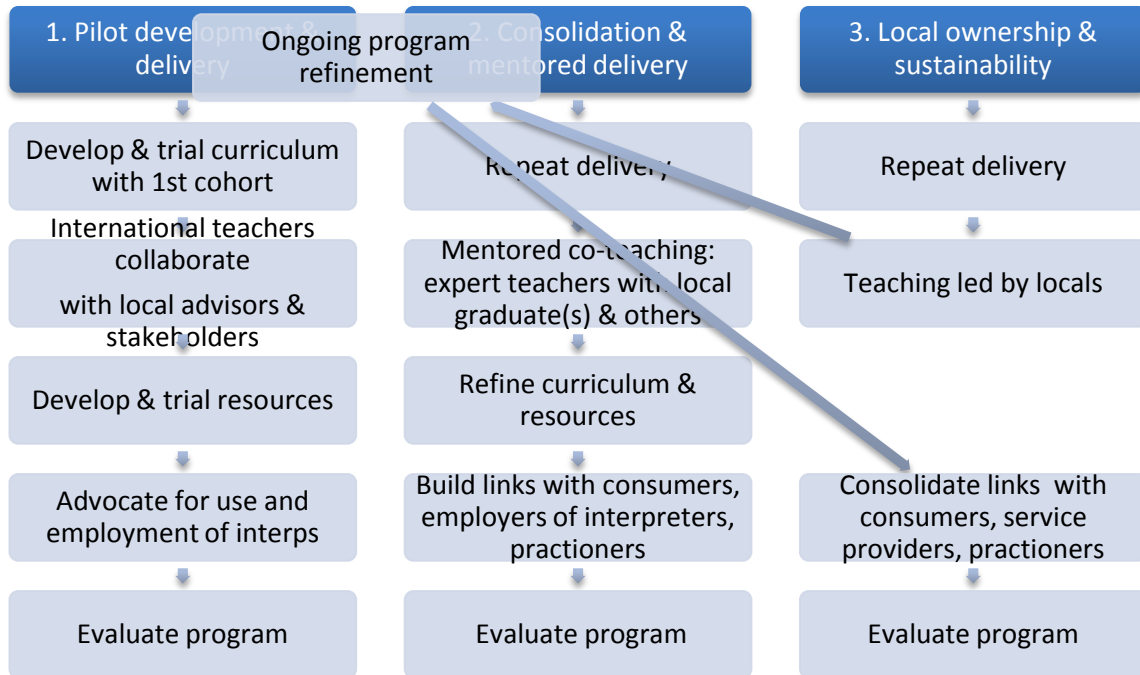 1. Pilot development &
delivery
2. Consolidation &
mentored delivery
Ongoing program
refinement
3. Local ownership &
sustainability
Develop & trial curriculum
with 1st cohort
International teachers
collaborate
with local advisors &
stakeholders
Develop & trial resources
Advocate for use and
employment of interps
Evaluate program
Repeat delivery
Mentored co-teaching:
expert teachers with local
graduate(s) & others
Refine curriculum &
resources
Build links with consumers,
employers of interpreters,
practioners
Evaluate program
Repeat delivery
Teaching led by locals
Consolidate links with
consumers, service
providers, practioners
Evaluate program